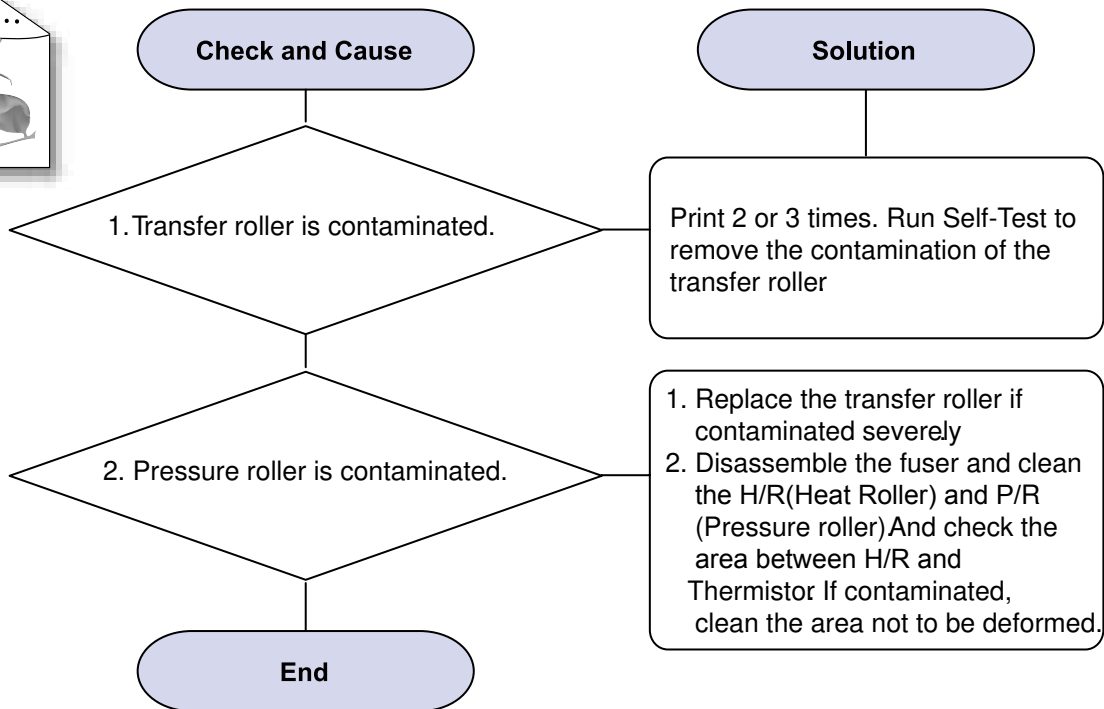 Check and Cause
Solution
1. Transfer roller is contaminated.
Print 2 or 3 times. Run Self-Test to
remove the contamination of the
transfer roller
2. Pressure roller is contaminated.
1. Replace the transfer roller if
contaminated severely
2. Disassemble the fuser and clean
the H/R(Heat Roller) and P/R
(Pressure roller).And check the
area between H/R and
Thermistor. If contaminated,
clean the area not to be deformed.
End